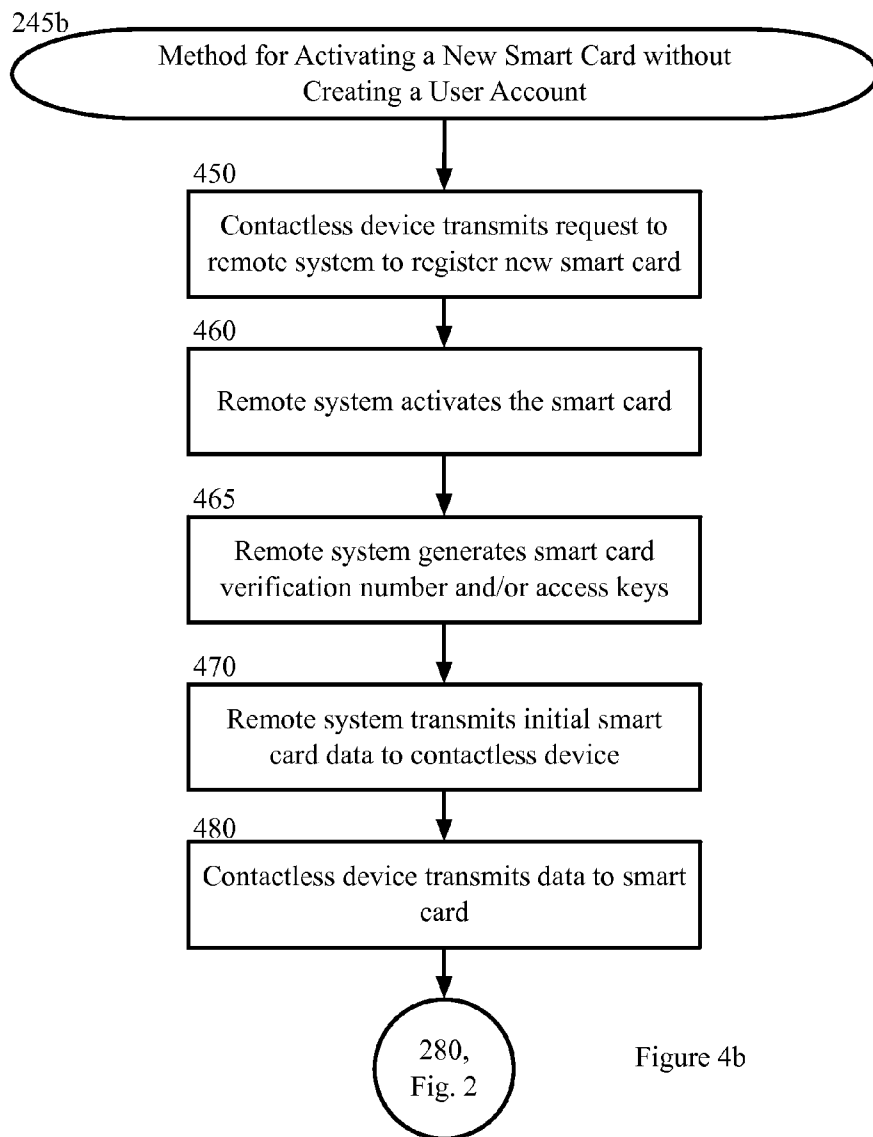 245b
Method for Activating a New Smart Card without
Creating a User Account
450
Contactless device transmits request to
remote system to register new smart card
460
Remote system activates the smart card
465
Remote system generates smart card
verification number and/or access keys
470
Remote system transmits initial smart
card data to contactless device
480
Contactless device transmits data to smart
card
280,
Fig. 2
Figure 4b